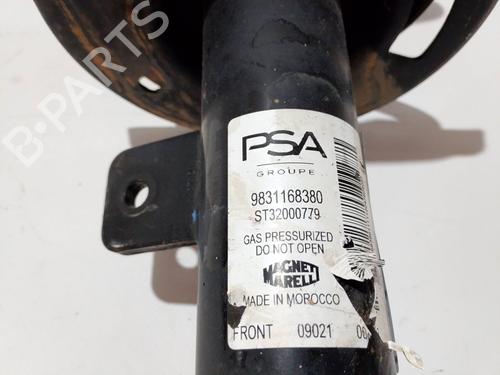 B-PARTS
PSA
GROUPE
9831168380
ST32000779
GAS PRESSURIZED
DO NOT OPEN
MAGNETI
MARELLI
MADE IN MOROCCO
FRONT 09021